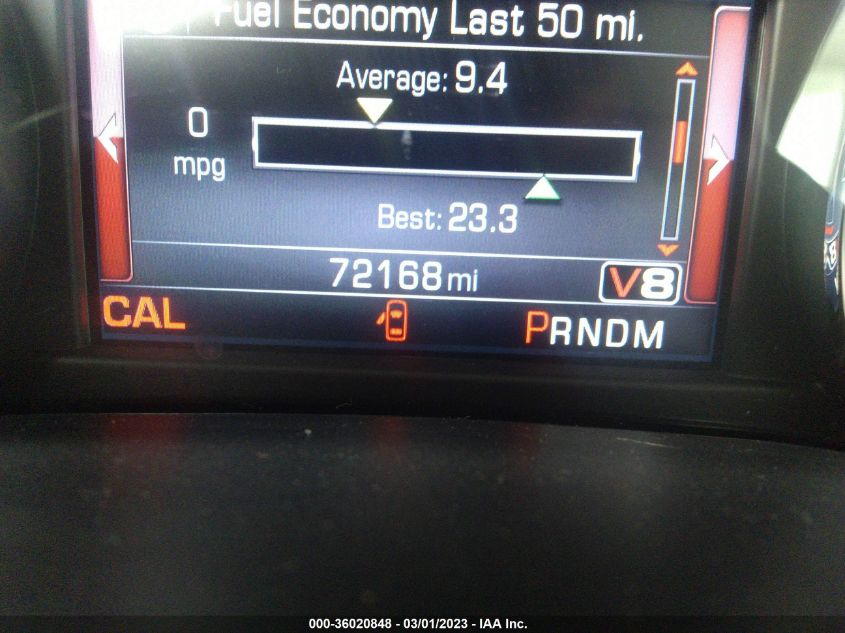 Fuel Economy Last 50 mi.
Average: 9.4
0
mpg
Best: 23.3
72168 mi
V8
CAL
PRNDM
000-36020848 - 03/01/2023 - IAA Inc.